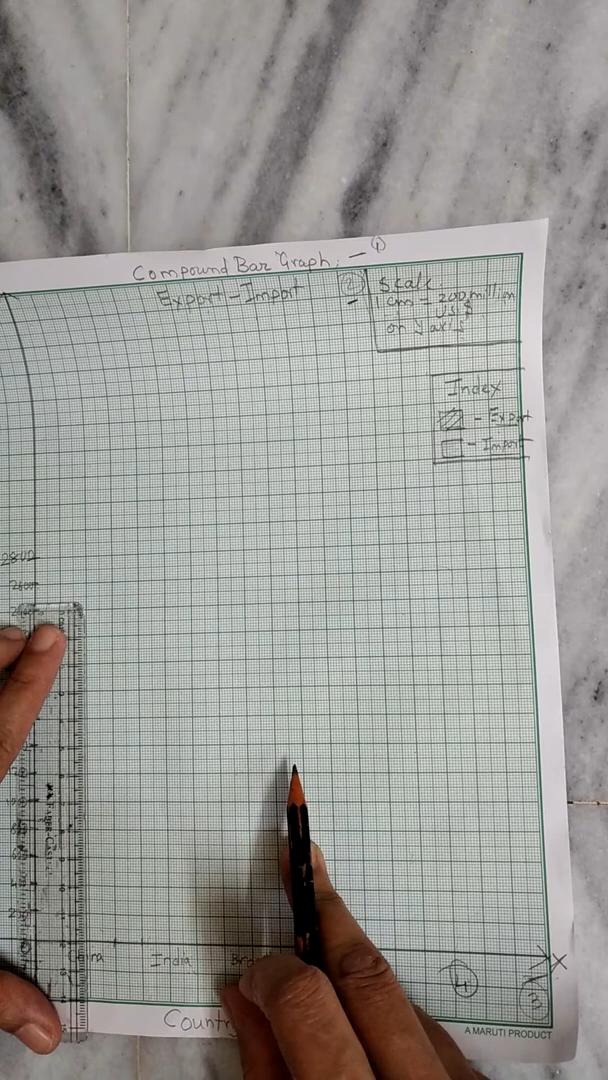 Compound Bar Graph: - ①
Export - Import ②
Scale
1 cm = 200 million
US $
on Y axis
Index
- Export
- Import
2800
2600
India
X
4
3
Country
A MARUTI PRODUCT